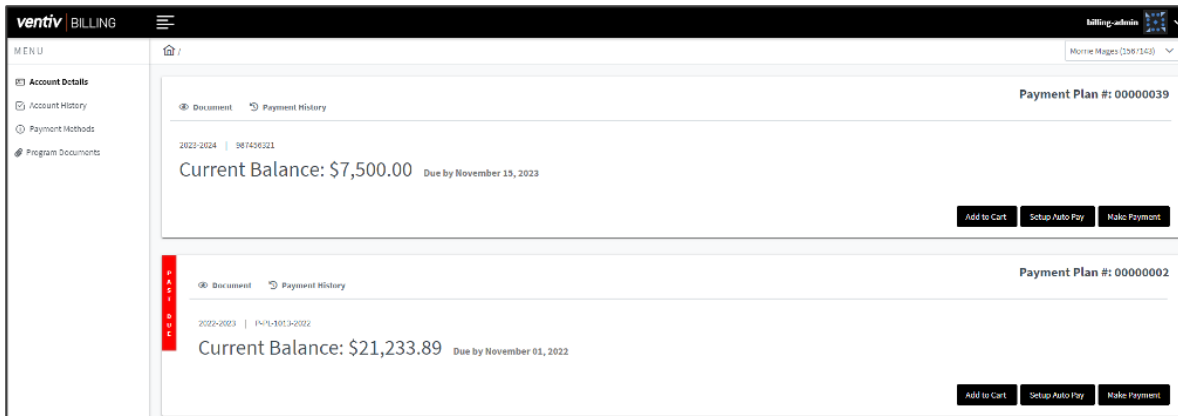 ventiv BILLING
billing-admin
MENU
/
Morrie Mages (1567143)
Account Details
Account History
Payment Methods
Program Documents
Payment Plan #: 00000039
Document Payment History
2023-2024 | 987456321
Current Balance: $7,500.00 Due by November 15, 2023
Add to Cart Setup Auto Pay Make Payment
PAST DUE
Payment Plan #: 00000002
Document Payment History
2022-2023 |
Current Balance: $21,233.89 Due by November 01, 2022
Add to Cart Setup Auto Pay Make Payment